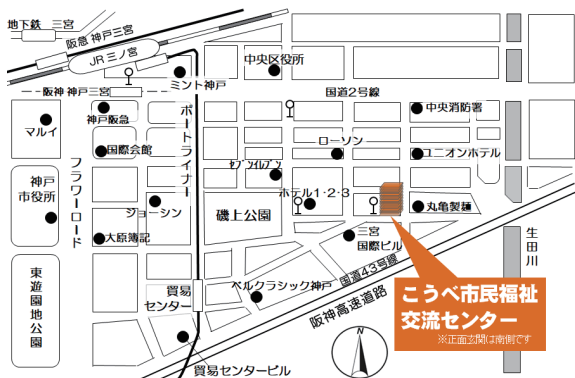 地下鉄 三宮
阪急 神戸三宮
JR 三ノ宮
中央区役所
ミント神戸
阪神 神戸三宮
国道2号線
マルイ
神戸阪急
ポートライナー
中央消防署
国際会館
ローソン
ユニオンホテル
フラワーロード
セブンイレブン
神戸
市役所
ジョーシン
ホテル1・2・3
丸亀製麺
磯上公園
大原簿記
三宮
国際ビル
生田川
国道43号線
東遊園地公園
貿易
センター
ベルクラシック神戸
阪神高速道路
こうべ市民福祉
交流センター
※正面玄関は南側です
N
貿易センタービル